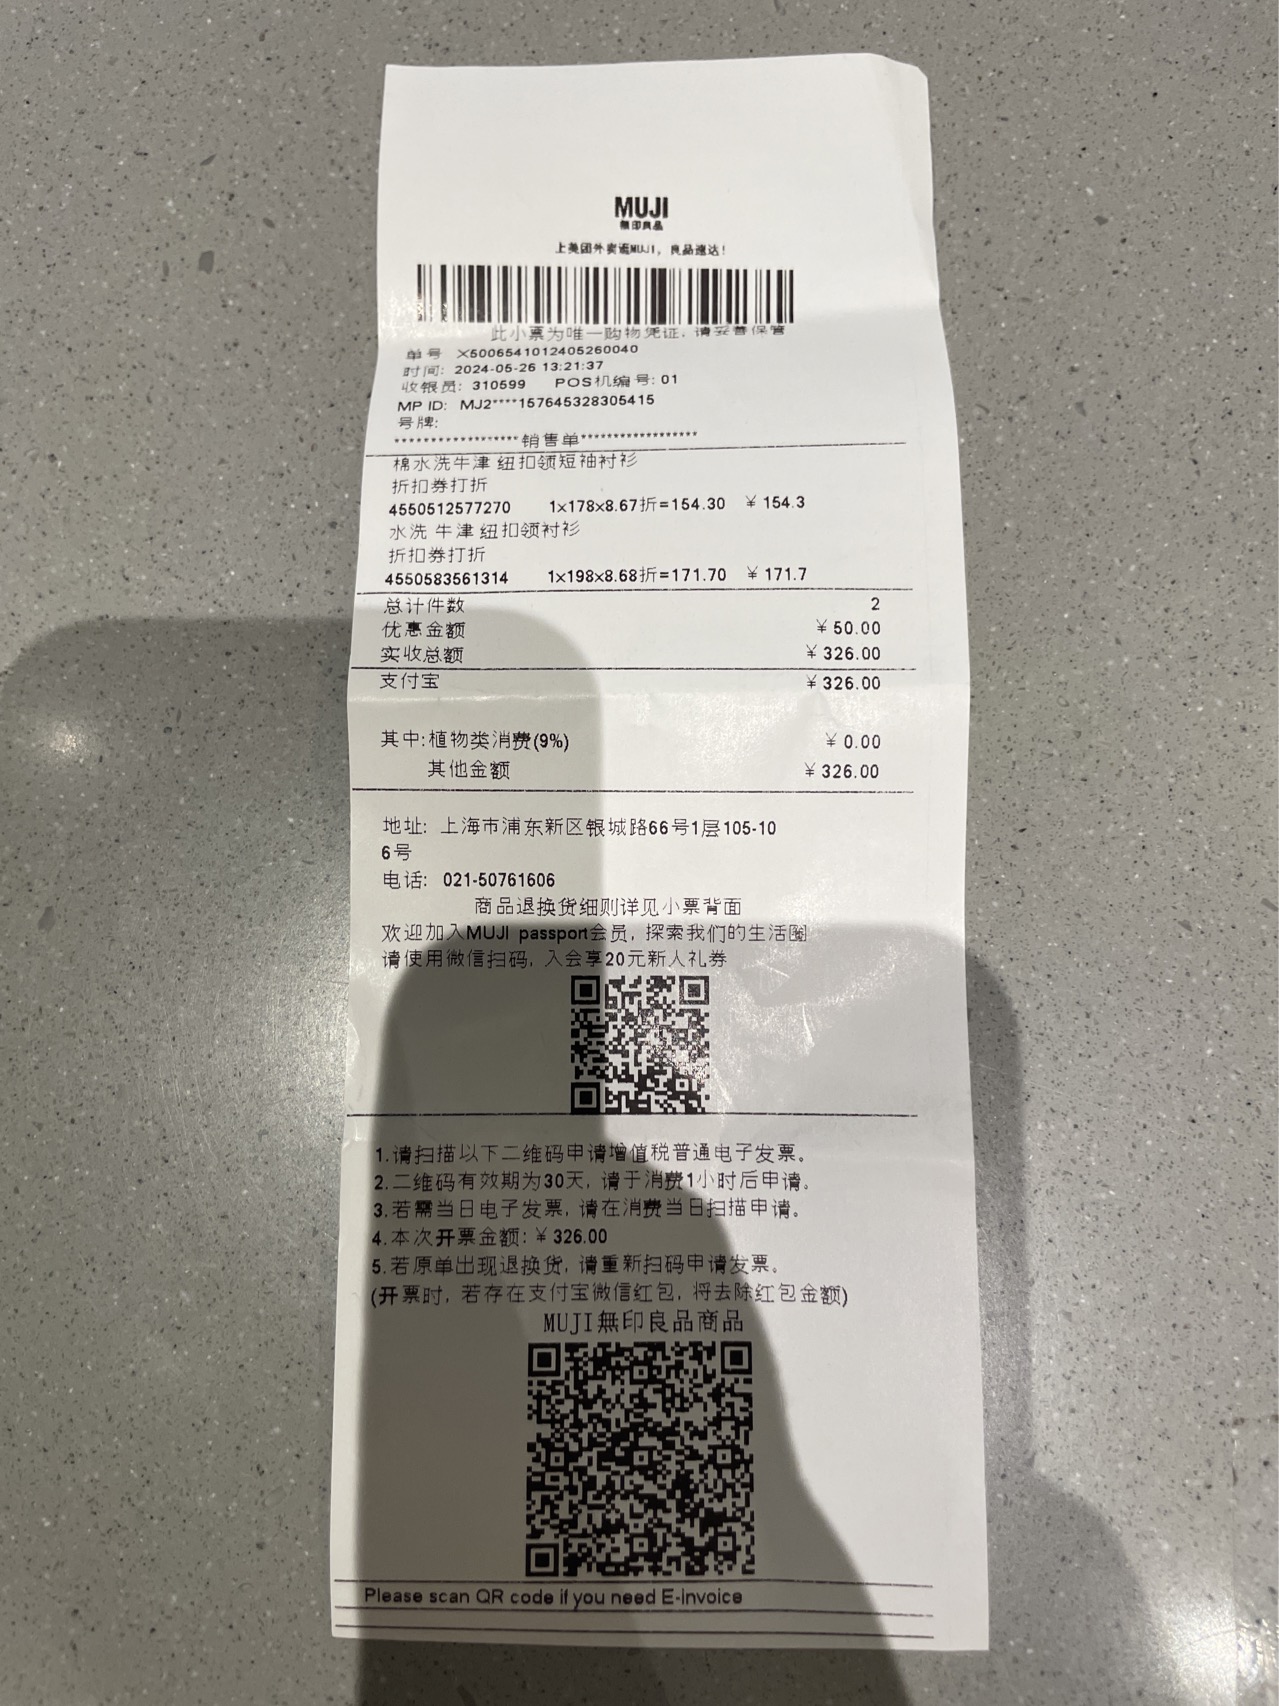 MUJI
無印良品
上美团外卖逛MUJI，良品速达！
此小票为唯一购物凭证，请妥善保管
单号 X5006541012405260040
时间: 2024-05-26 13:21:37
收银员: 310599 POS机编号: 01
MP ID: MJ2****157645328305415
号牌:
******************销售单*****************
棉水洗牛津 纽扣领短袖衬衫
折扣券打折
4550512577270 1x178x8.67折=154.30 ¥ 154.3
水洗 牛津 纽扣领衬衫
折扣券打折
4550583561314 1x198x8.68折=171.70 ¥ 171.7
总计件数 2
优惠金额 ¥ 50.00
实收总额 ¥ 326.00
支付宝 ¥ 326.00
其中:植物类消费(9%) ¥ 0.00
其他金额 ¥ 326.00
地址: 上海市浦东新区银城路66号1层105-10
6号
电话: 021-50761606
商品退换货细则详见小票背面
欢迎加入MUJI passport会员, 探索我们的生活圈
请使用微信扫码, 入会享20元新人礼券
1.请扫描以下二维码申请增值税普通电子发票。
2.二维码有效期为30天, 请于消费1小时后申请。
3.若需当日电子发票, 请在消费当日扫描申请。
4.本次开票金额: ¥ 326.00
5.若原单出现退换货, 请重新扫码申请发票。
(开票时, 若存在支付宝微信红包, 将去除红包金额)
MUJI無印良品商品
Please scan QR code if you need E-invoice